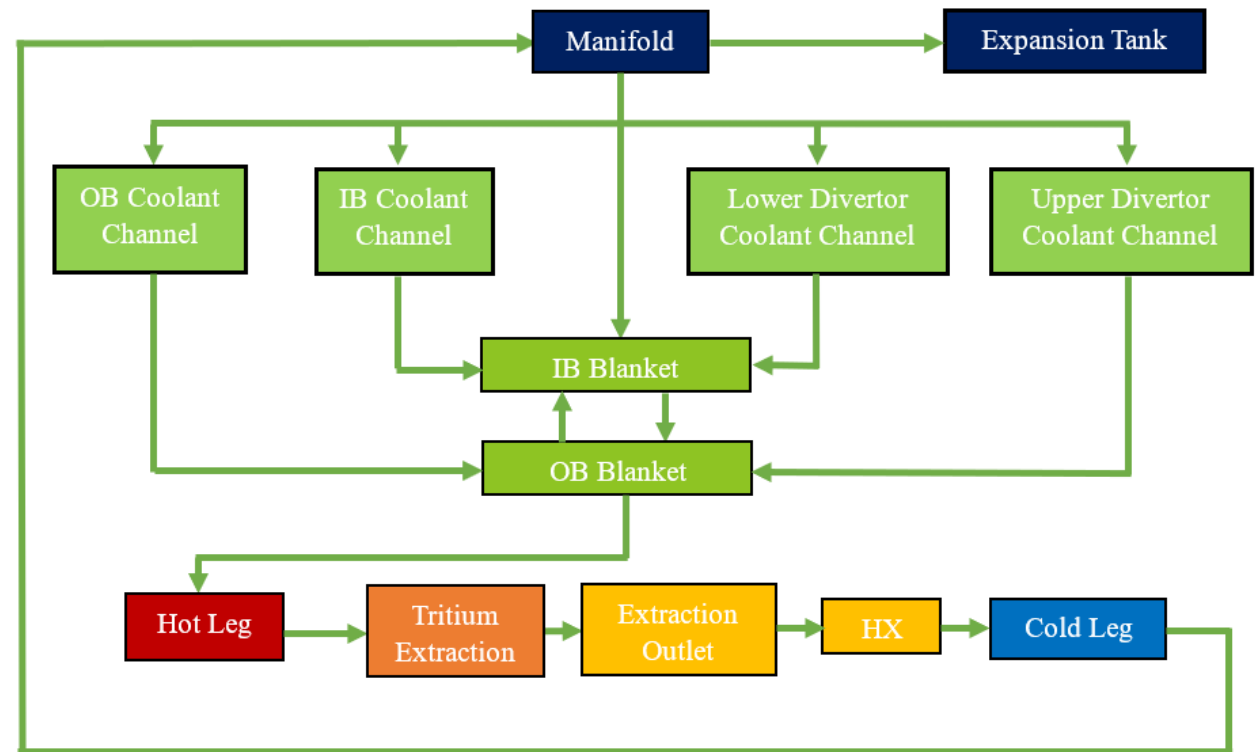 Manifold
Expansion Tank
OB Coolant
Channel
IB Coolant
Channel
Lower Divertor
Coolant Channel
Upper Divertor
Coolant Channel
IB Blanket
OB Blanket
Hot Leg
Tritium
Extraction
Extraction
Outlet
HX
Cold Leg